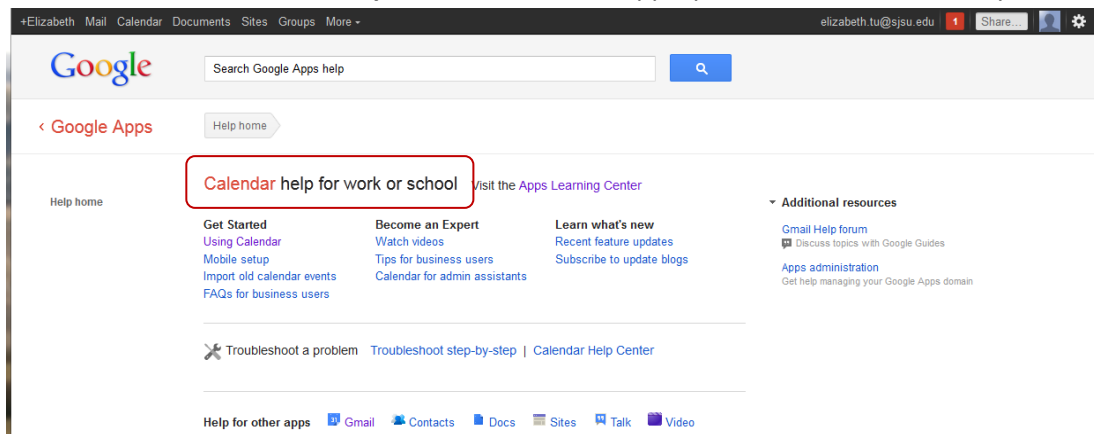 +Elizabeth Mail Calendar Documents Sites Groups More
elizabeth.tu@sjsu.edu 1 Share...
Google
Search Google Apps help
‹ Google Apps
Help home
Calendar help for work or school Visit the Apps Learning Center
Help home
Get Started
Using Calendar
Mobile setup
Import old calendar events
FAQs for business users
Become an Expert
Watch videos
Tips for business users
Calendar for admin assistants
Learn what's new
Recent feature updates
Subscribe to update blogs
Additional resources
Gmail Help forum
Discuss topics with Google Guides
Apps administration
Get help managing your Google Apps domain
Troubleshoot a problem Troubleshoot step-by-step | Calendar Help Center
Help for other apps 31 Gmail Contacts Docs Sites Talk Video